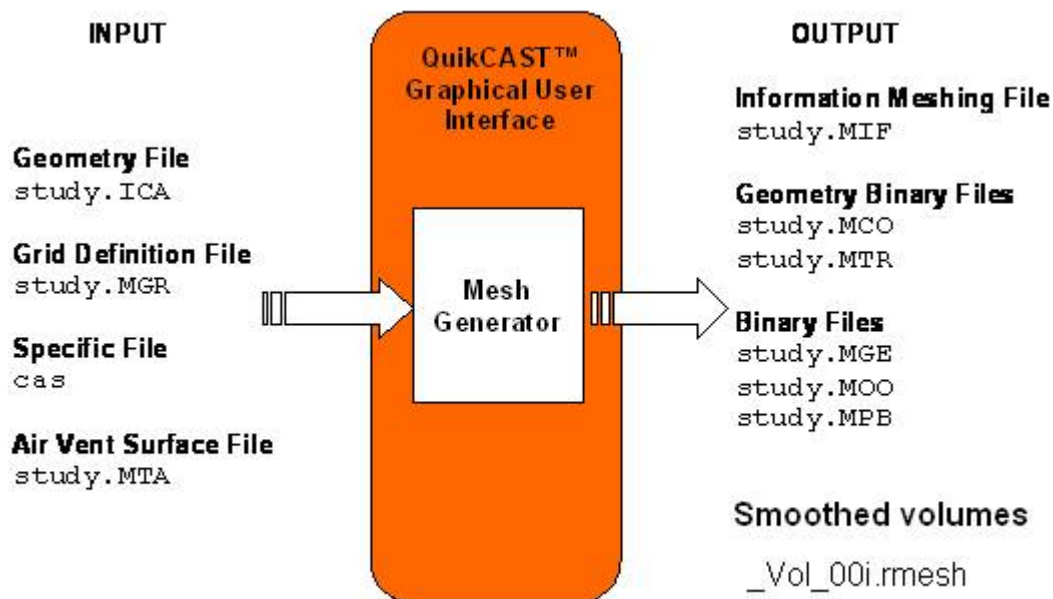 INPUT
Geometry File
study.ICA
Grid Definition File
study.MGR
Specific File
cas
Air Vent Surface File
study.MTA
QuikCAST™
Graphical User
Interface
Mesh
Generator
OUTPUT
Information Meshing File
study.MIF
Geometry Binary Files
study.MCO
study.MTR
Binary Files
study.MGE
study.MOO
study.MPB
Smoothed volumes
_Vol_00i.rmesh